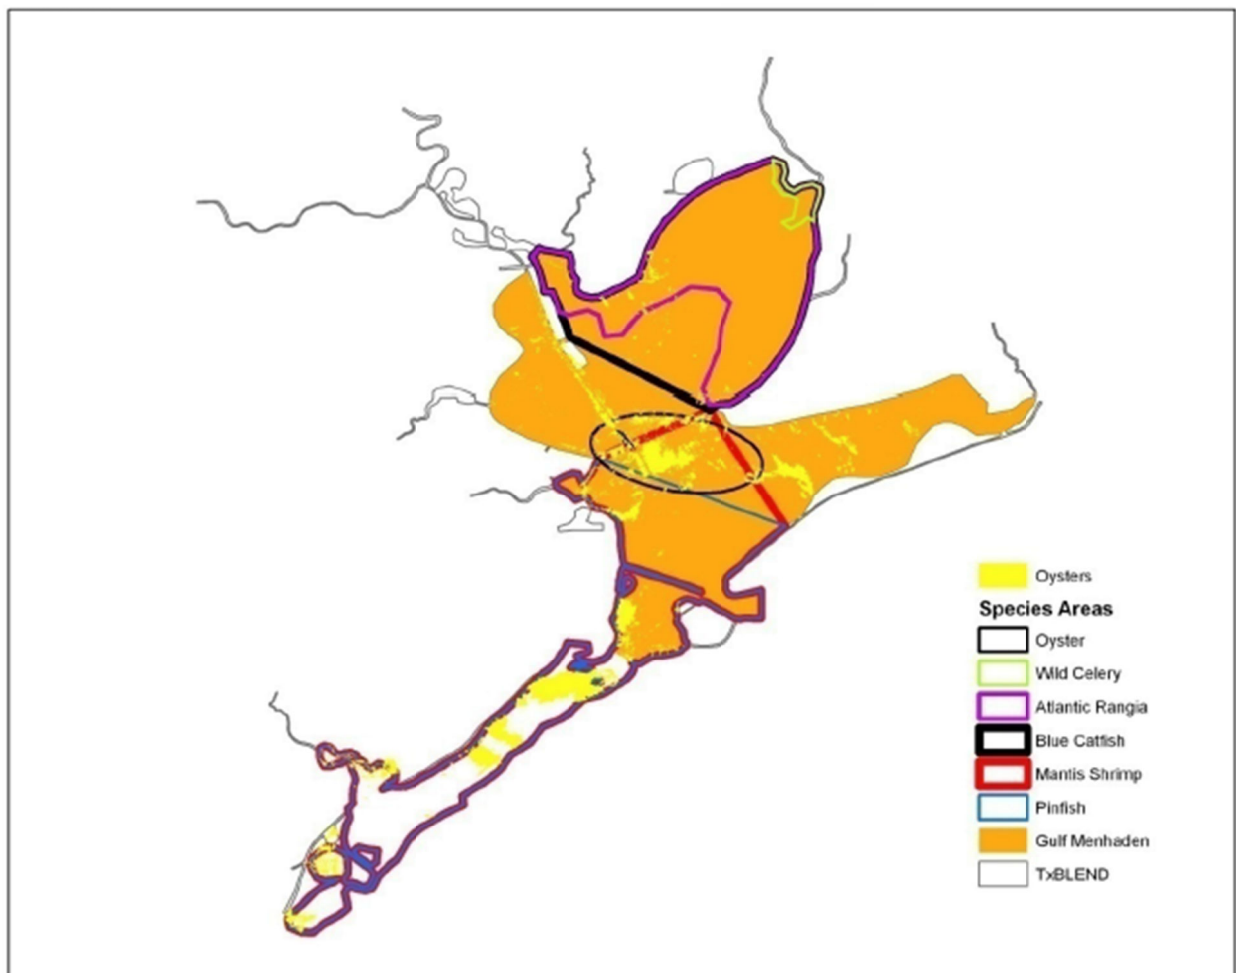 Oysters
Species Areas
Oyster
Wild Celery
Atlantic Rangia
Blue Catfish
Mantis Shrimp
Pinfish
Gulf Menhaden
TxBLEND